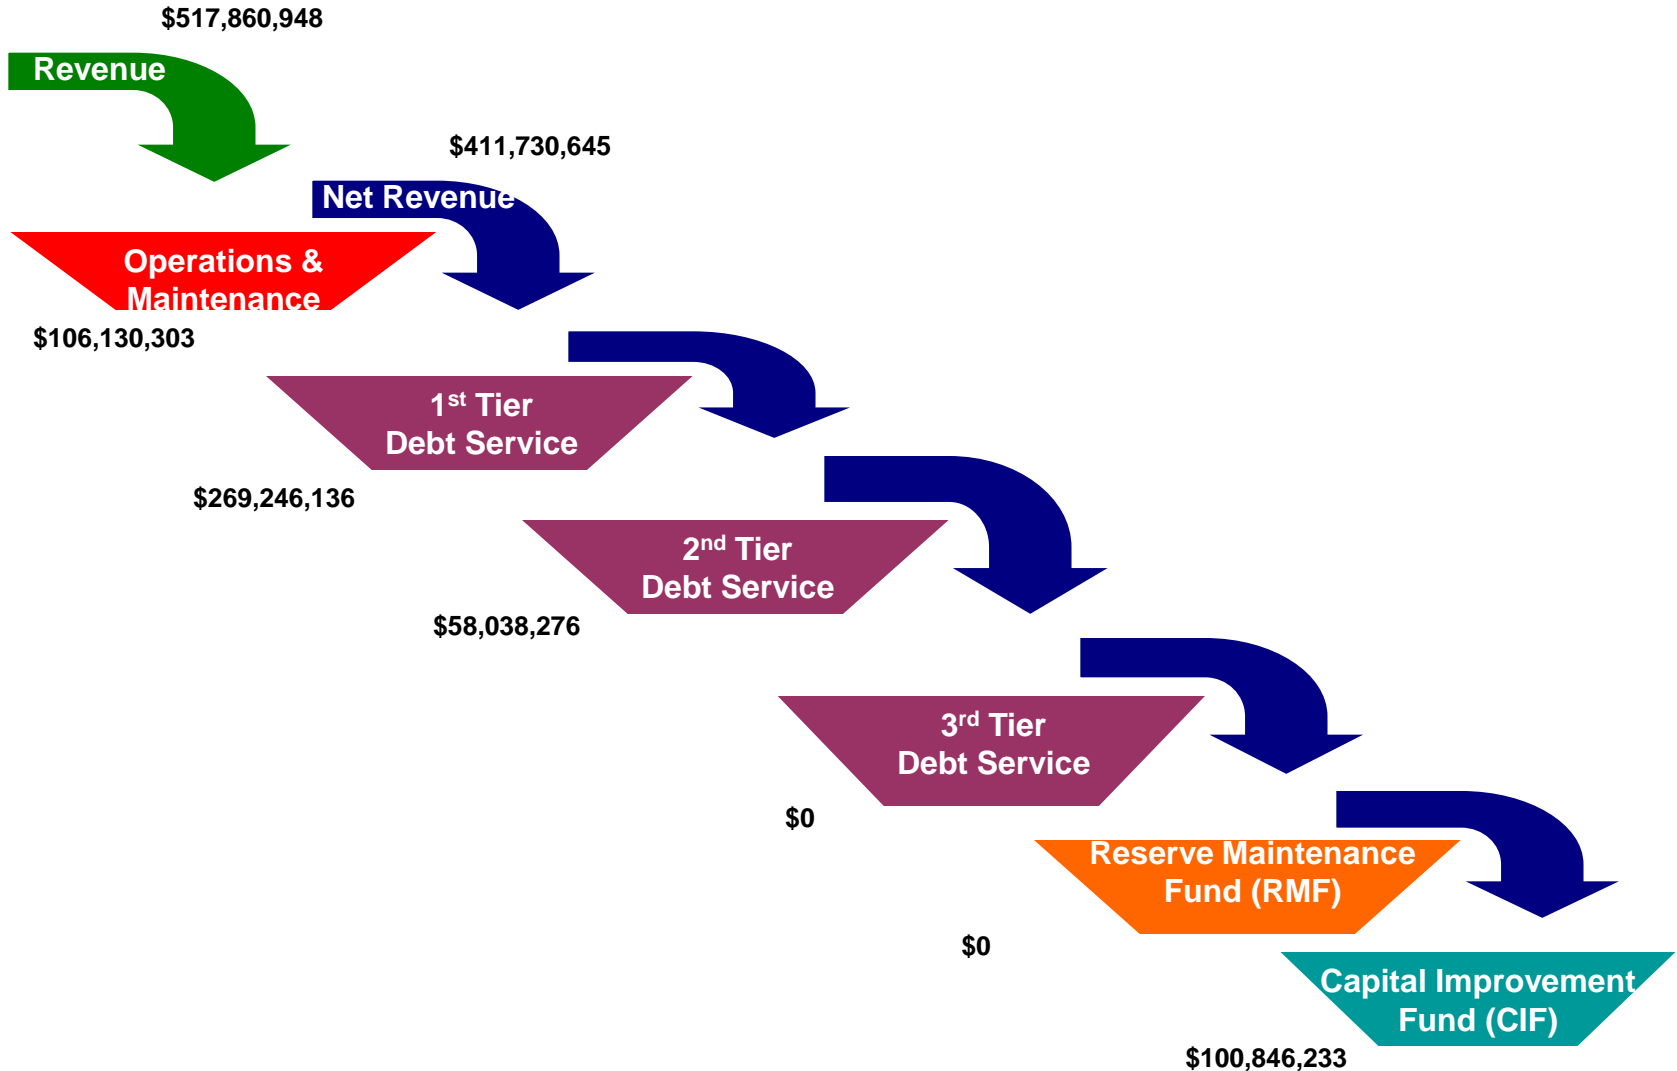 $517,860,948
Revenue
$411,730,645
Net Revenue
Operations &
Maintenance
$106,130,303
1st Tier
Debt Service
$269,246,136
2nd Tier
Debt Service
$58,038,276
3rd Tier
Debt Service
$0
Reserve Maintenance
Fund (RMF)
$0
Capital Improvement
Fund (CIF)
$100,846,233